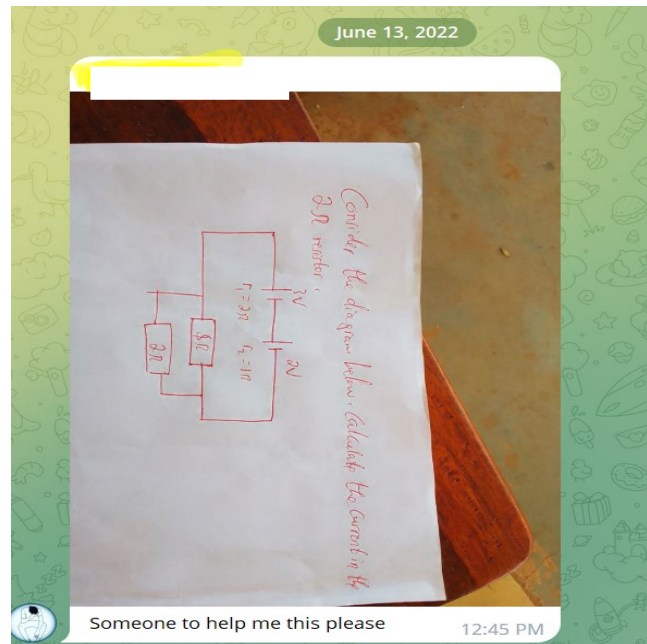 June 13, 2022
Consider the diagram below. Calculate the current in the
2Ω resistor.
3V
2V
r₁=2Ω
r₂=1Ω
8Ω
2Ω
Someone to help me this please
12:45 PM